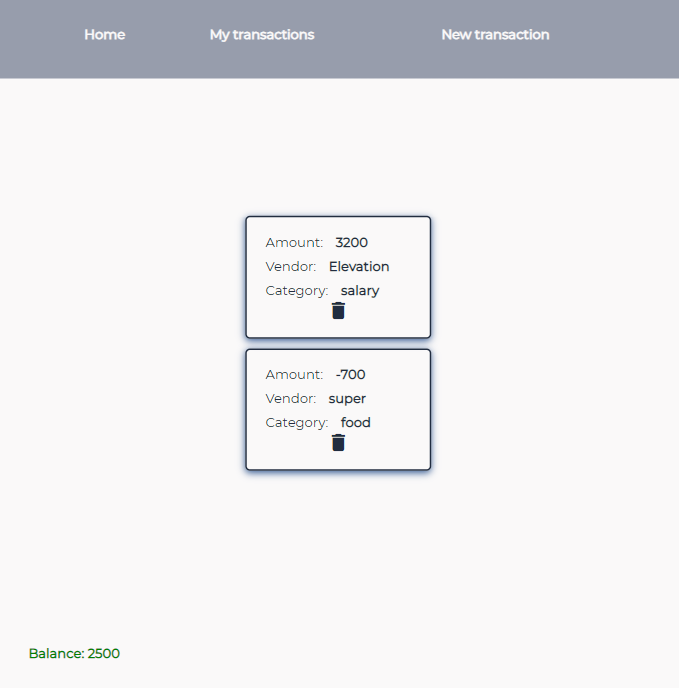 Home My transactions New transaction
Amount: 3200
Vendor: Elevation
Category: salary
Amount: -700
Vendor: super
Category: food
Balance: 2500